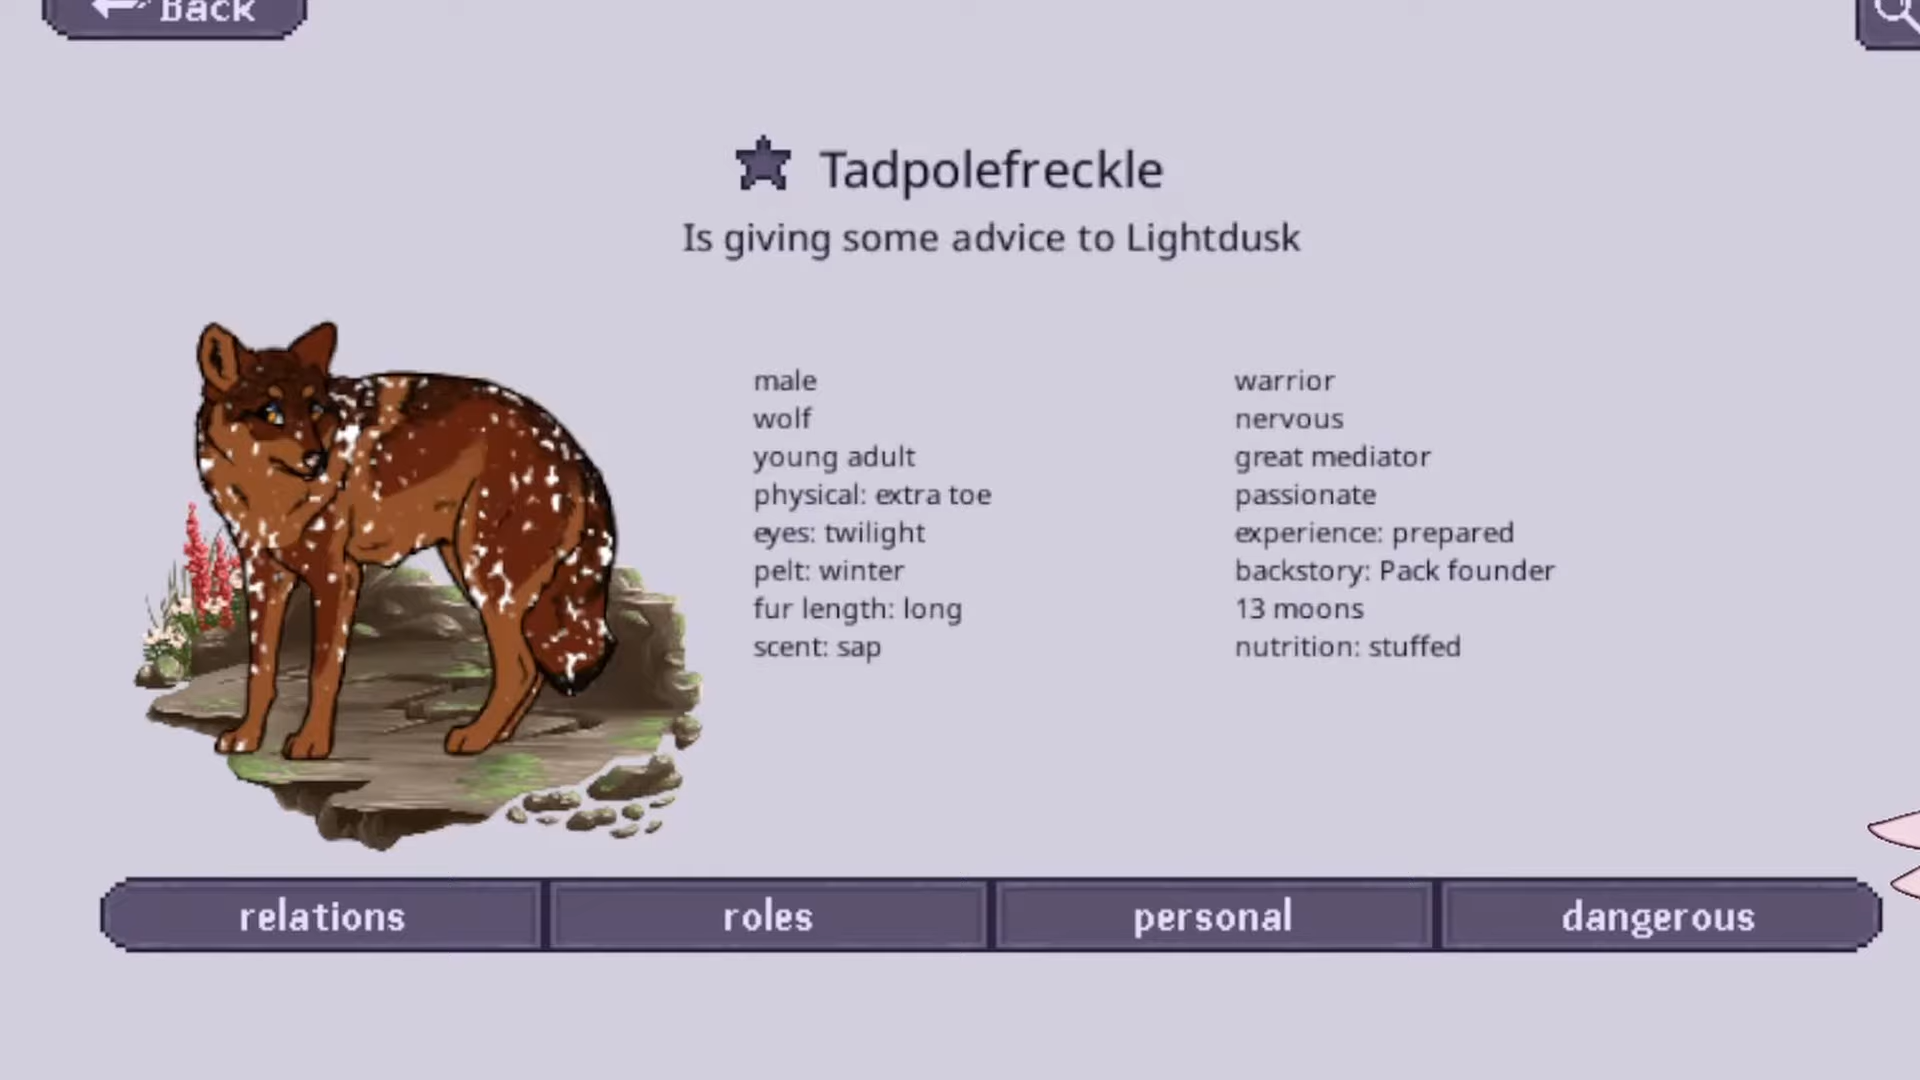 Back
Tadpolefreckle
Is giving some advice to Lightdusk
male
wolf
young adult
physical: extra toe
eyes: twilight
pelt: winter
fur length: long
scent: sap
warrior
nervous
great mediator
passionate
experience: prepared
backstory: Pack founder
13 moons
nutrition: stuffed
relations
roles
personal
dangerous